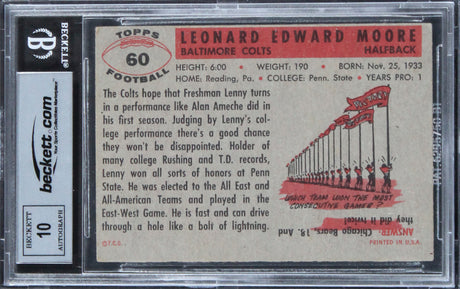 BECKETT
beckett.com
BECKETT
10
AUTOGRAPH
TOPPS
60
FOOTBALL
LEONARD EDWARD MOORE
BALTIMORE COLTS HALFBACK
HEIGHT: 6:00 • WEIGHT: 190 • BORN: Nov. 25, 1933
HOME: Reading, Pa. • COLLEGE: Penn. State • YEARS PRO: 1
The Colts hope that Freshman Lenny turns
in a performance like Alan Ameche did in
his first season. Judging by Lenny's col-
lege performances there's a good chance
they won't be disappointed. Holder of
many college Rushing and T.D. records,
Lenny won all sorts of honors at Penn
State. He was elected to the All East and
All-American Teams and played in the
East-West Game. He is fast and can drive
through a hole like a bolt of lightning.
©T.C.G.
WHICH TEAM WON THE MOST
CONSECUTIVE GAMES?
ANSWER: Chicago Bears, 18, And
they did it twice!
PRINTED IN U.S.A.